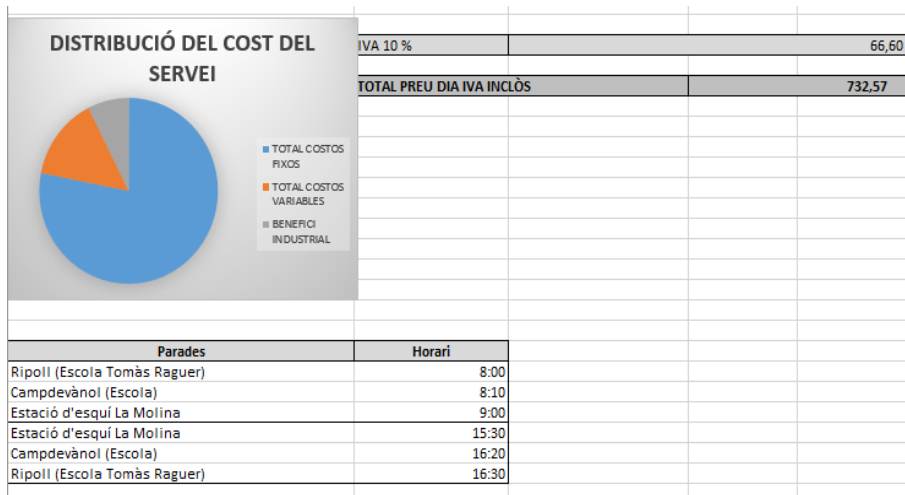 DISTRIBUCIÓ DEL COST DEL
SERVEI
TOTAL COSTOS
FIXOS
TOTAL COSTOS
VARIABLES
BENEFICI
INDUSTRIAL
IVA 10 % 66,60
TOTAL PREU DIA IVA INCLÒS 732,57
Parades Horari
Ripoll (Escola Tomàs Raguer) 8:00
Campdevànol (Escola) 8:10
Estació d'esquí La Molina 9:00
Estació d'esquí La Molina 15:30
Campdevànol (Escola) 16:20
Ripoll (Escola Tomàs Raguer) 16:30